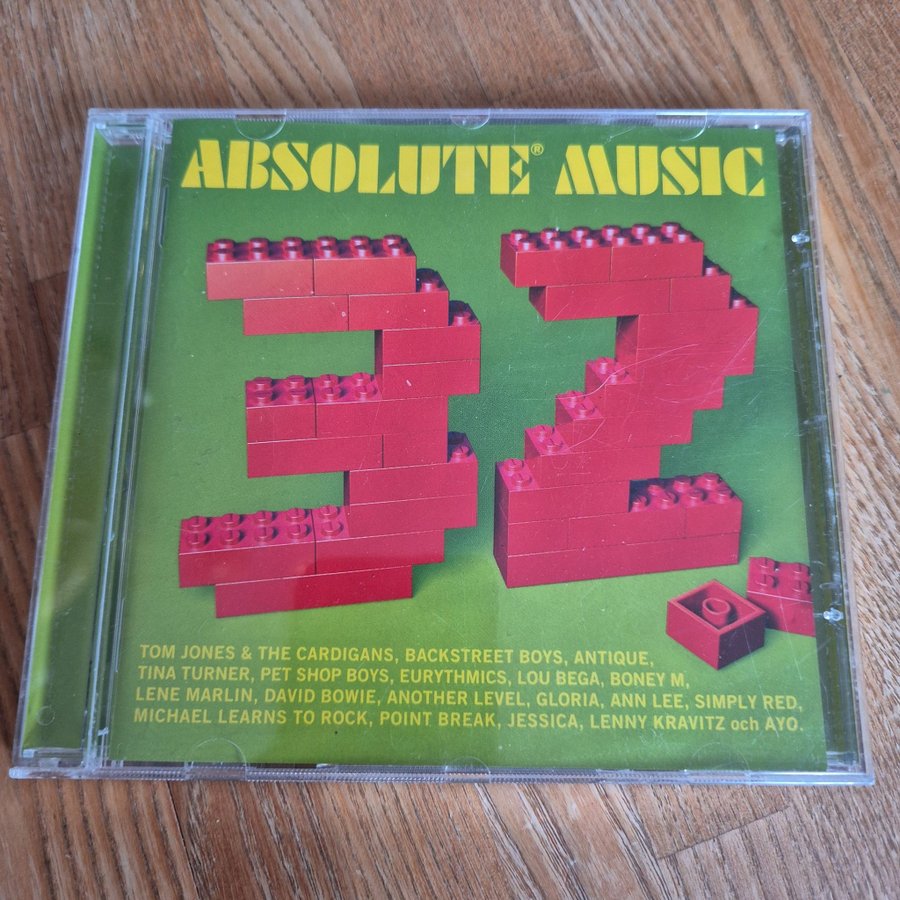 ABSOLUTE® MUSIC
32
TOM JONES & THE CARDIGANS, BACKSTREET BOYS, ANTIQUE,
TINA TURNER, PET SHOP BOYS, EURYTHMICS, LOU BEGA, BONEY M,
LENE MARLIN, DAVID BOWIE, ANOTHER LEVEL, GLORIA, ANN LEE, SIMPLY RED,
MICHAEL LEARNS TO ROCK, POINT BREAK, JESSICA, LENNY KRAVITZ och AYO.